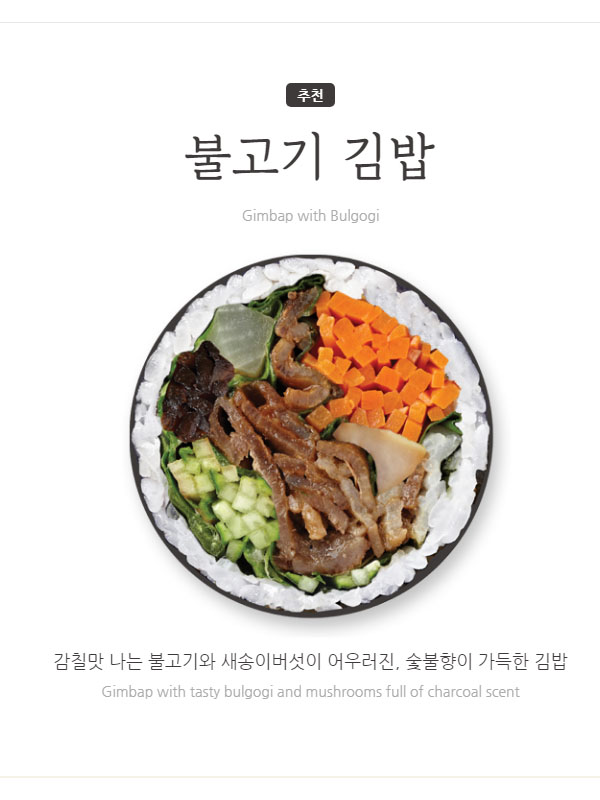 추천
불고기 김밥
Gimbap with Bulgogi
감칠맛 나는 불고기와 새송이버섯이 어우러진, 숯불향이 가득한 김밥
Gimbap with tasty bulgogi and mushrooms full of charcoal scent